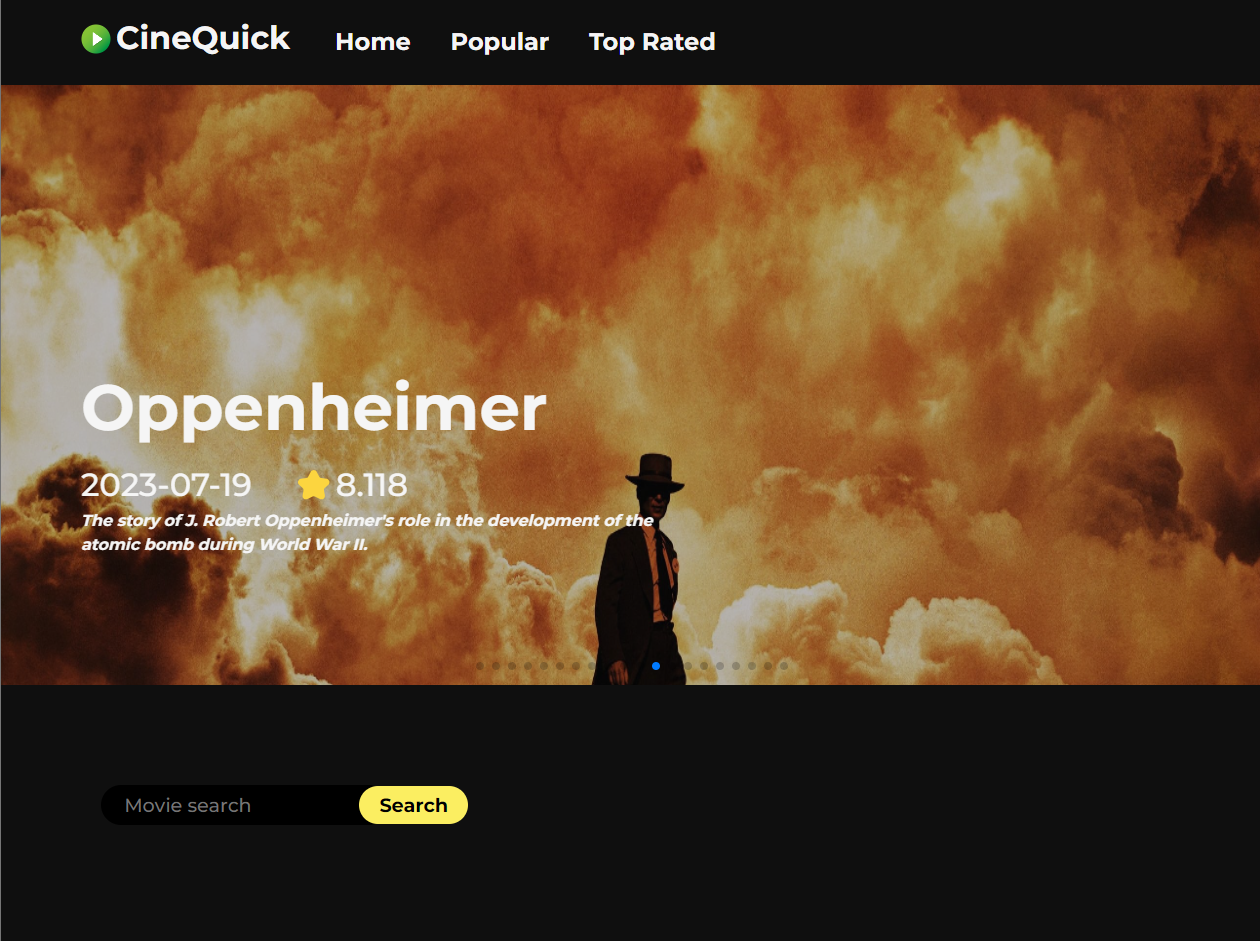 CineQuick
Home
Popular
Top Rated
Oppenheimer
2023-07-19
8.118
The story of J. Robert Oppenheimer's role in the development of the
atomic bomb during World War II.
Movie search
Search